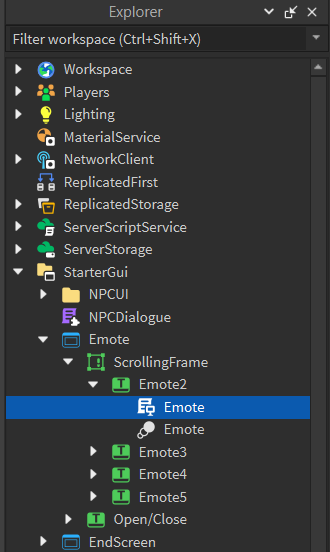 Explorer
Filter workspace (Ctrl+Shift+X)
Workspace
Players
Lighting
MaterialService
NetworkClient
ReplicatedFirst
ReplicatedStorage
ServerScriptService
ServerStorage
StarterGui
NPCUI
NPCDialogue
Emote
ScrollingFrame
Emote2
Emote
Emote
Emote3
Emote4
Emote5
Open/Close
EndScreen